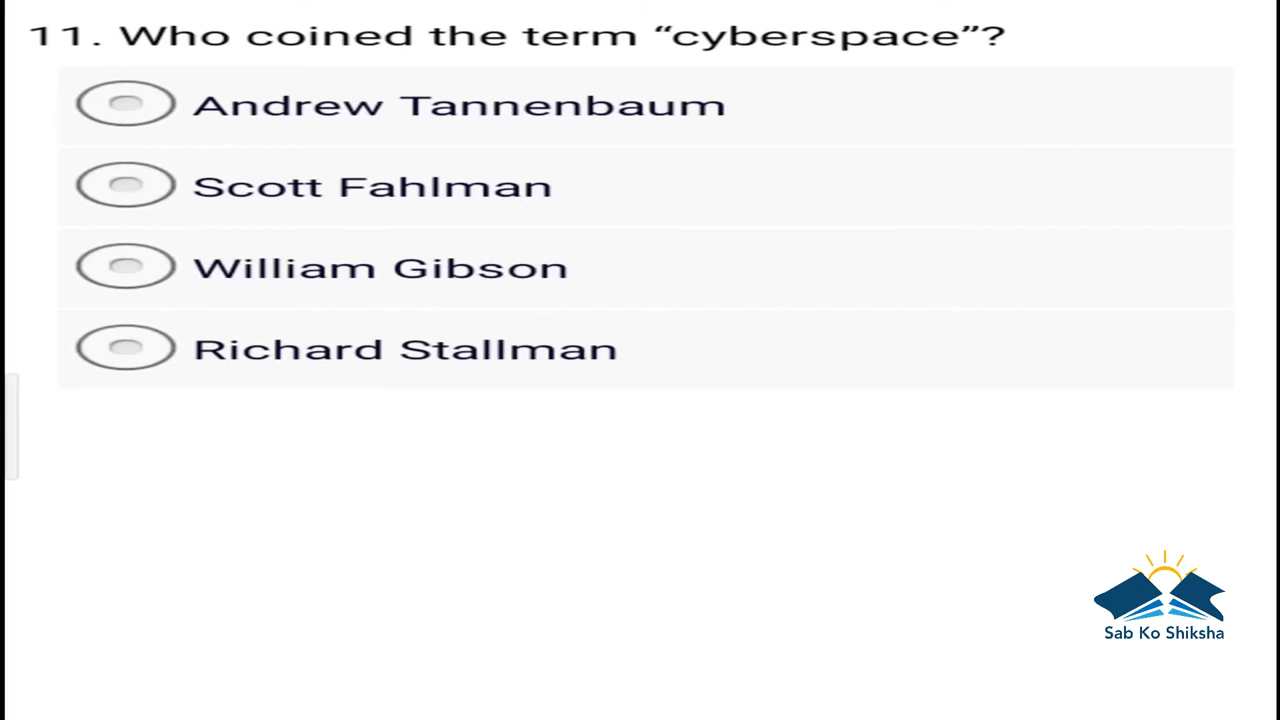 11. Who coined the term “cyberspace”?
Andrew Tannenbaum
Scott Fahlman
William Gibson
Richard Stallman
Sab Ko Shiksha